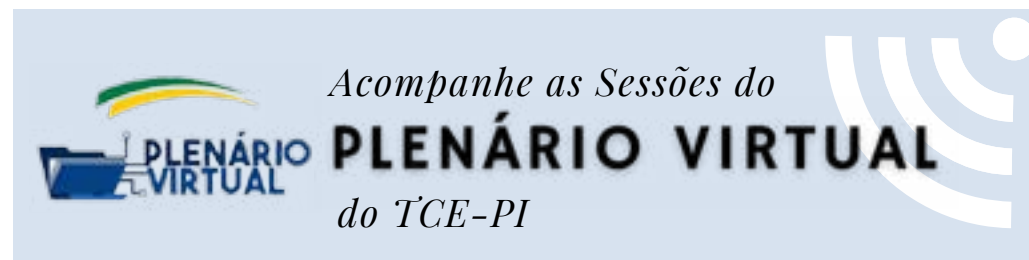 PLENÁRIO
VIRTUAL
Acompanhe as Sessões do
PLENÁRIO VIRTUAL
do TCE-PI